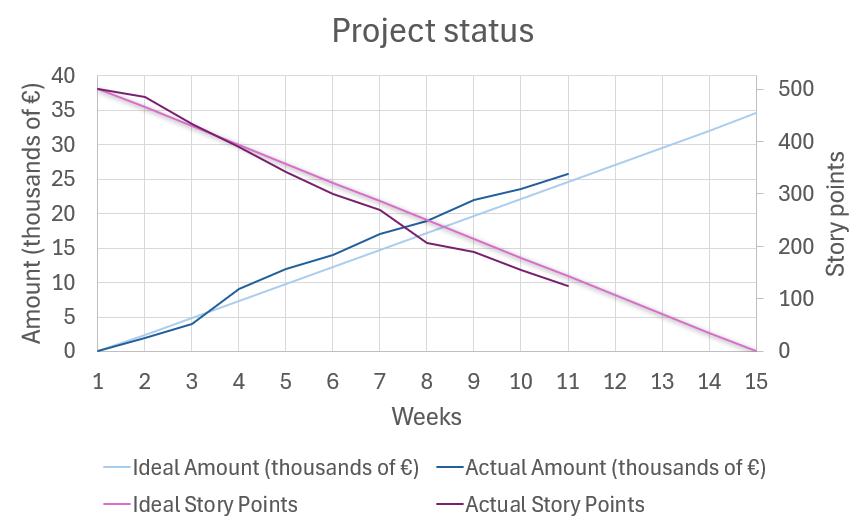 Project status
Amount (thousands of €)
40
35
30
25
20
15
10
5
0
500
400
300
200
100
0
Story points
1 2 3 4 5 6 7 8 9 10 11 12 13 14 15
Weeks
Ideal Amount (thousands of €) Actual Amount (thousands of €)
Ideal Story Points Actual Story Points